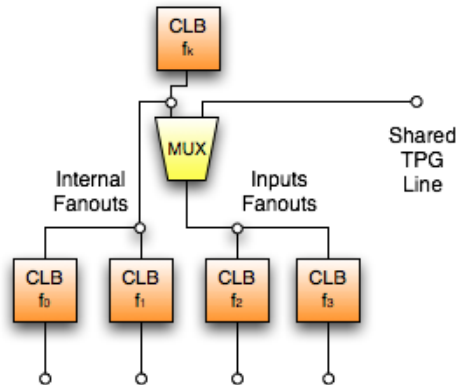 CLB
fk
MUX
Shared
TPG
Line
Internal
Fanouts
Inputs
Fanouts
CLB
f0
CLB
f1
CLB
f2
CLB
f3